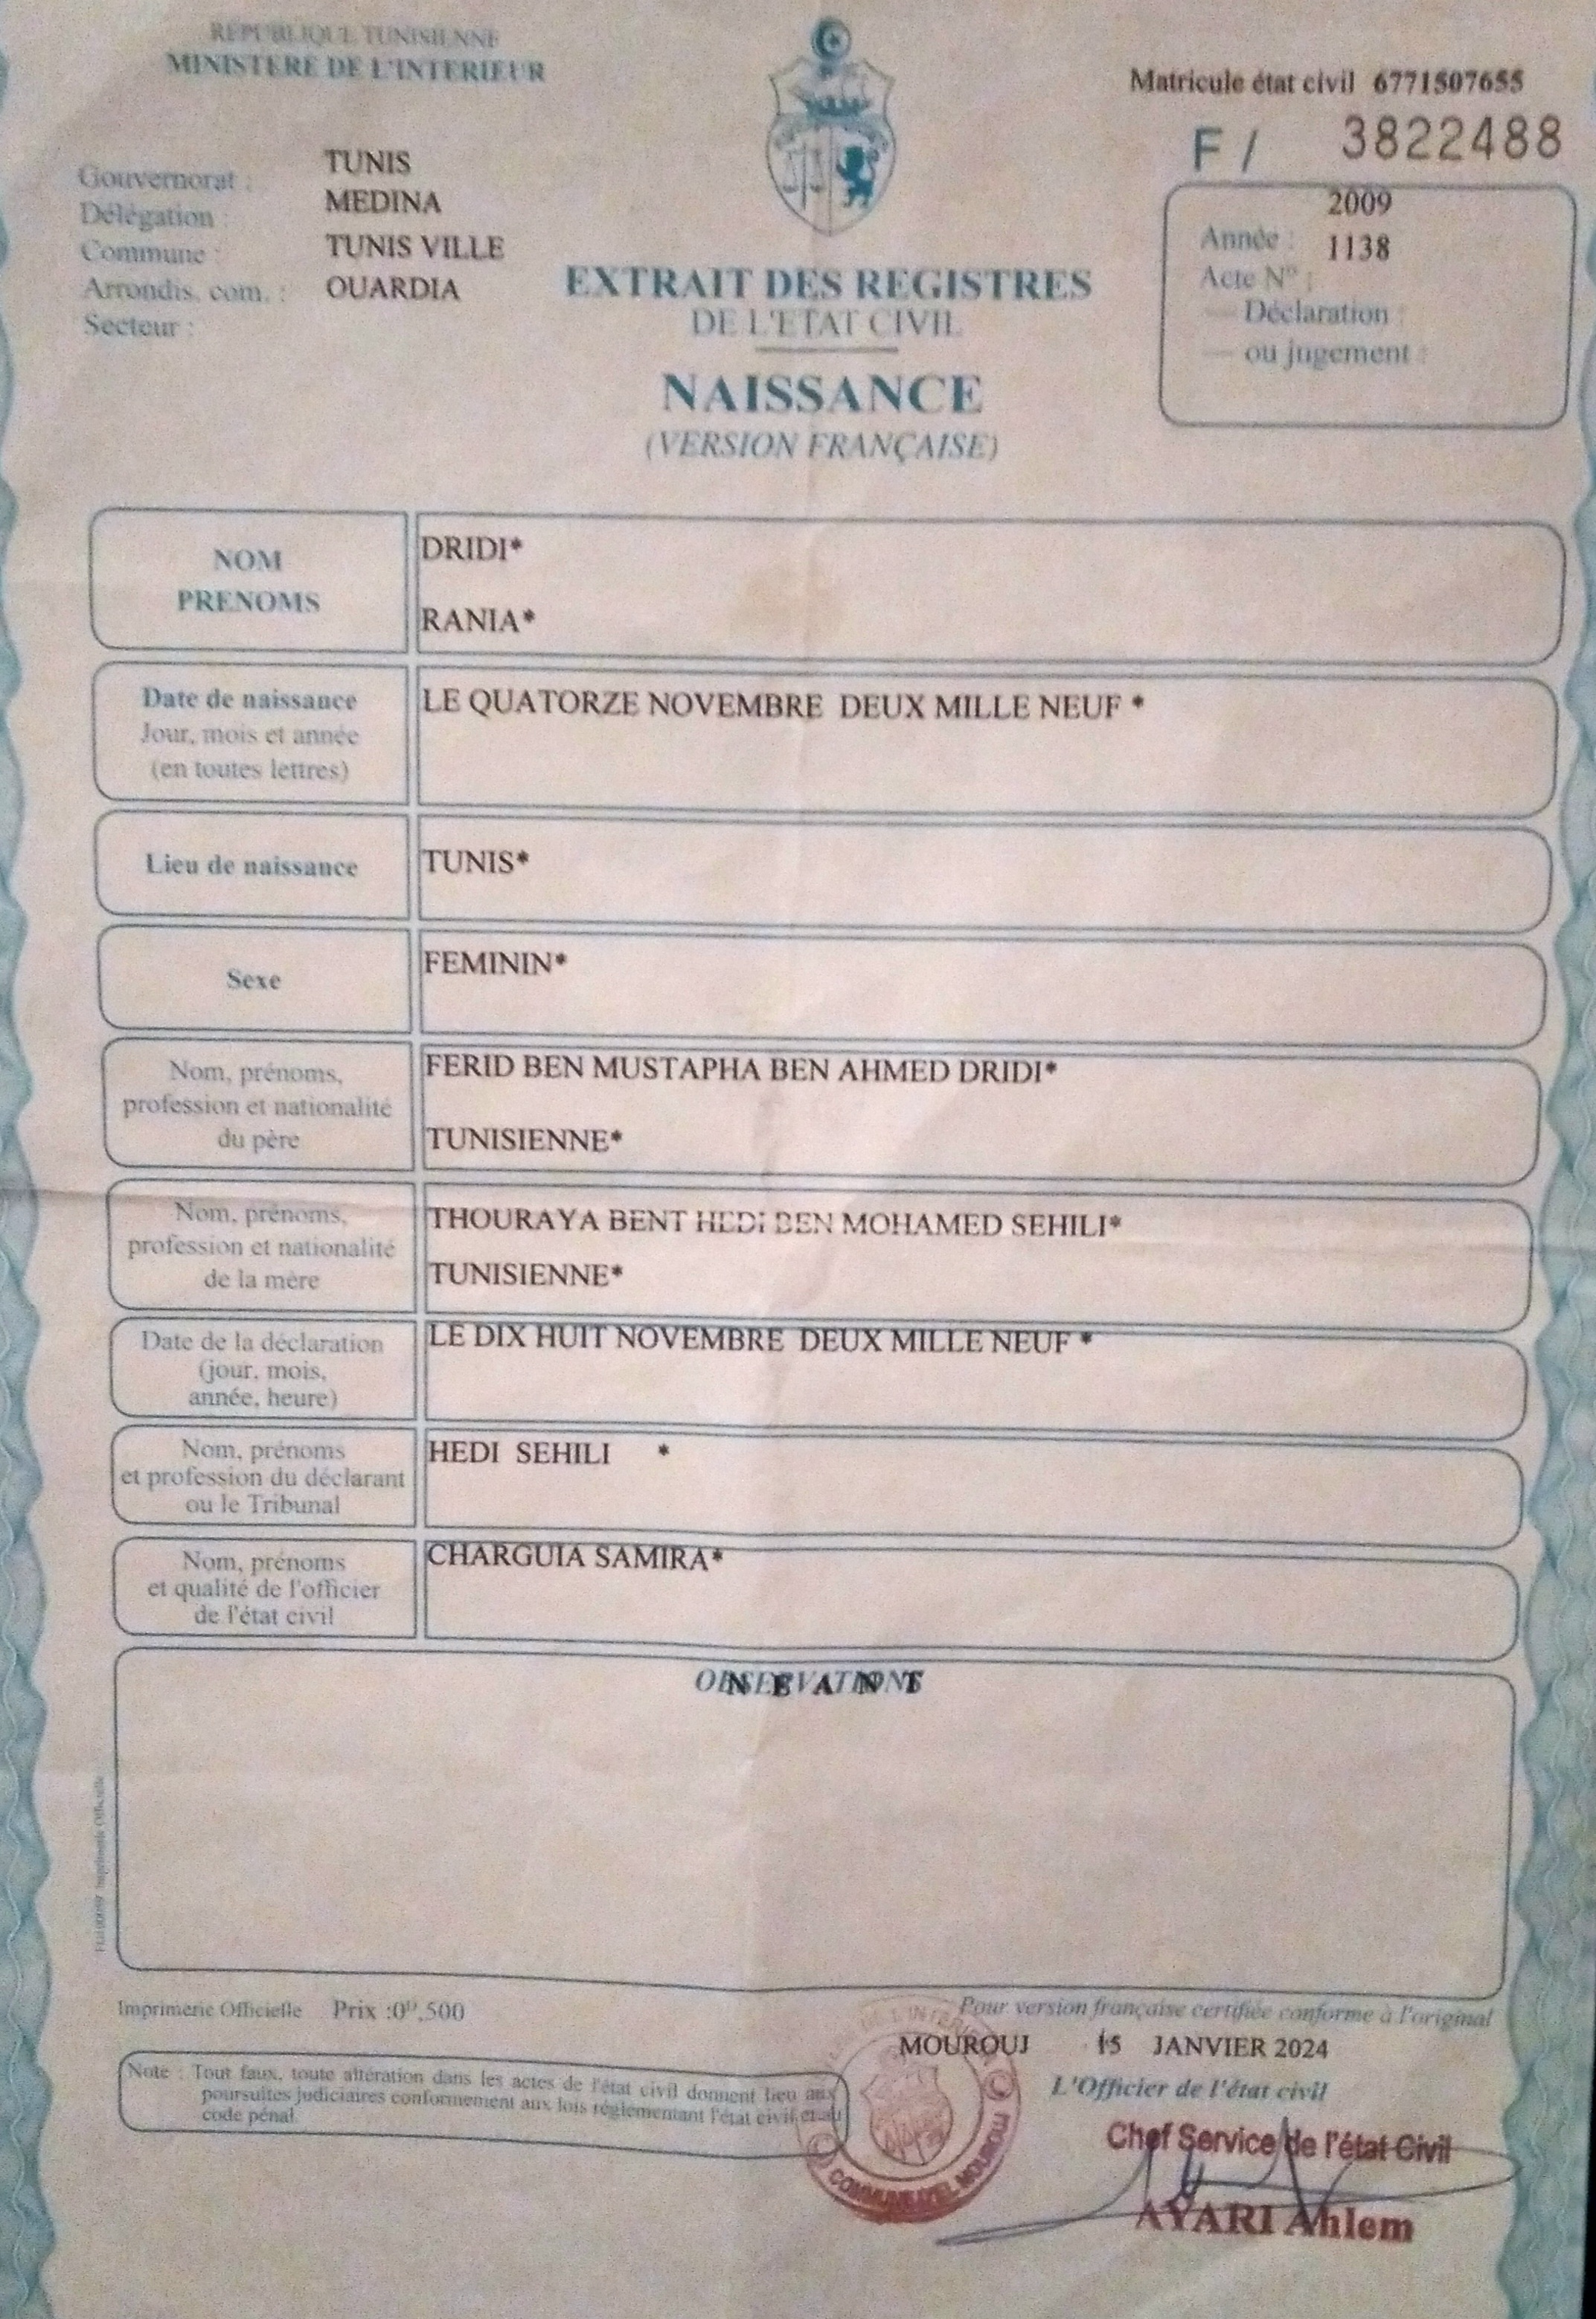 REPUBLIQUE TUNISIENNE
MINISTERE DE L'INTERIEUR
Matricule état civil 6771507655
F / 3822488
Gouvernorat : TUNIS
Délégation : MEDINA
Commune : TUNIS VILLE
Arrondis. com. : OUARDIA
Secteur :
2009
Année :
1138
Acte N° :
— Déclaration :
— ou jugement :
EXTRAIT DES REGISTRES
DE L'ETAT CIVIL
NAISSANCE
(VERSION FRANÇAISE)
NOM
PRENOMS
DRIDI*
RANIA*
Date de naissance
Jour, mois et année
(en toutes lettres)
LE QUATORZE NOVEMBRE DEUX MILLE NEUF *
Lieu de naissance
TUNIS*
Sexe
FEMININ*
Nom, prénoms,
profession et nationalité
du père
FERID BEN MUSTAPHA BEN AHMED DRIDI*
TUNISIENNE*
Nom, prénoms,
profession et nationalité
de la mère
THOURAYA BENT HEDI BEN MOHAMED SEHILI*
TUNISIENNE*
Date de la déclaration
(jour, mois,
année, heure)
LE DIX HUIT NOVEMBRE DEUX MILLE NEUF *
Nom, prénoms
et profession du déclarant
ou le Tribunal
HEDI SEHILI *
Nom, prénoms
et qualité de l'officier
de l'état civil
CHARGUIA SAMIRA*
OBSERVATIONS
N E A N T
Imprimerie Officielle Prix :0ᴰ,500
Pour version française certifiée conforme à l'original
MOUROUJ 15 JANVIER 2024
L'Officier de l'état civil
Note : Tout faux, toute altération dans les actes de l'état civil donnent lieu aux
poursuites judiciaires conformement aux lois réglementant l'état civil et au
code pénal
Chef Service de l'état Civil
AYARI Ahlem
COMMUNE EL MOUROUJ